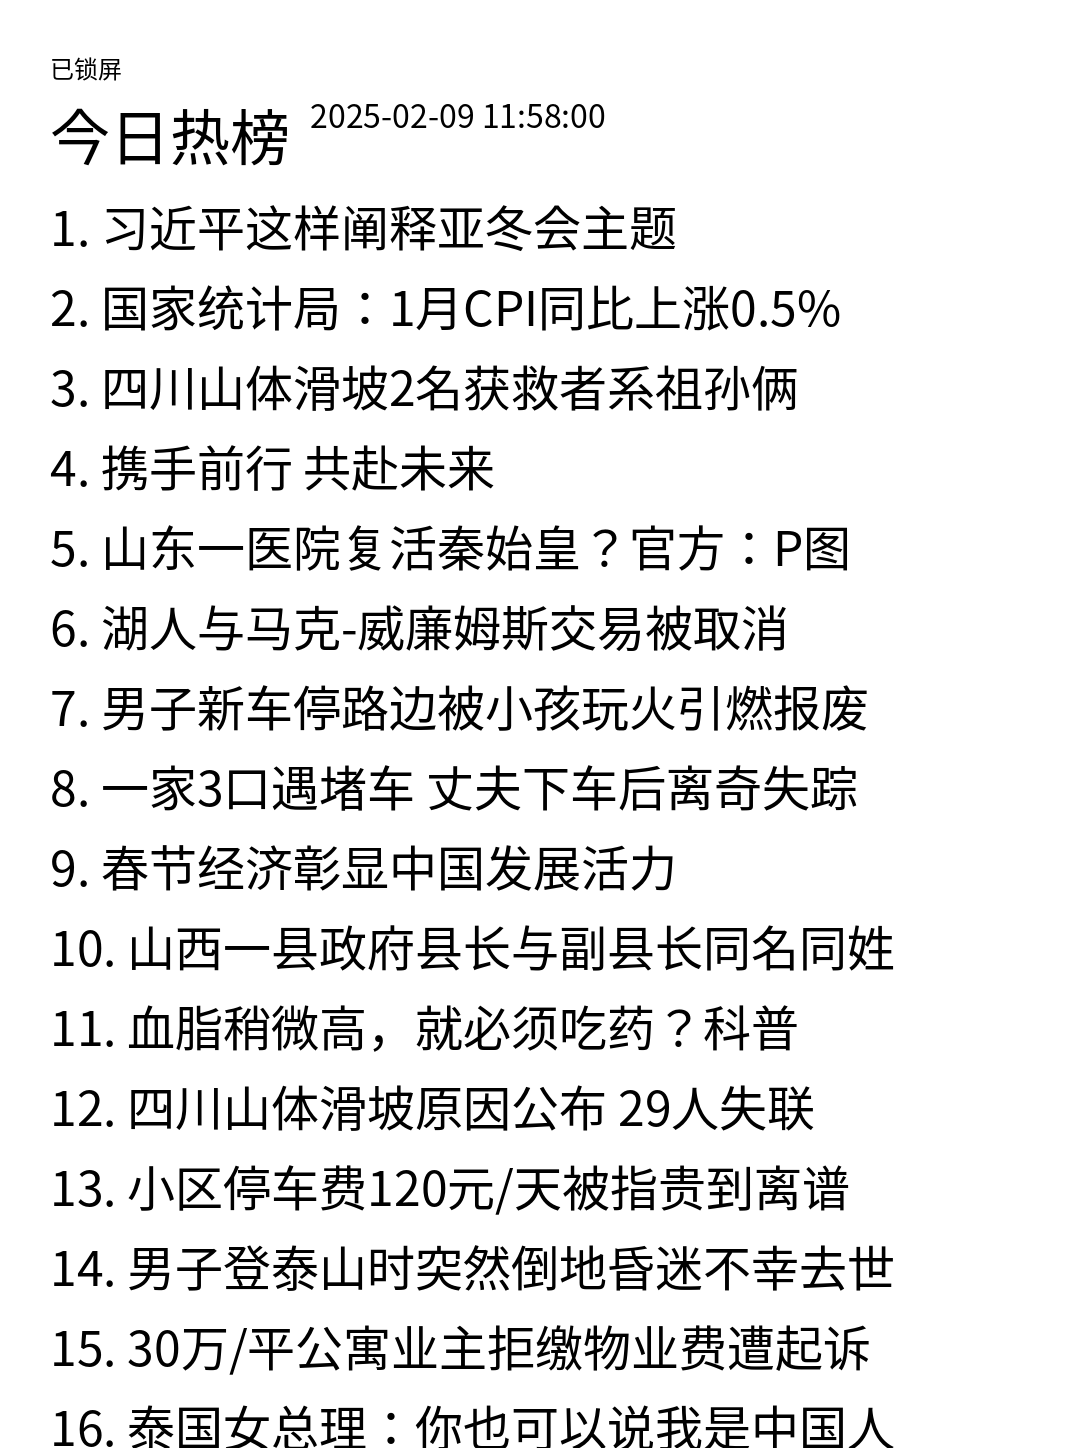 已锁屏
今日热榜 2025-02-09 11:58:00
1. 习近平这样阐释亚冬会主题
2. 国家统计局：1月CPI同比上涨0.5%
3. 四川山体滑坡2名获救者系祖孙俩
4. 携手前行 共赴未来
5. 山东一医院复活秦始皇？官方：P图
6. 湖人与马克-威廉姆斯交易被取消
7. 男子新车停路边被小孩玩火引燃报废
8. 一家3口遇堵车 丈夫下车后离奇失踪
9. 春节经济彰显中国发展活力
10. 山西一县政府县长与副县长同名同姓
11. 血脂稍微高，就必须吃药？科普
12. 四川山体滑坡原因公布 29人失联
13. 小区停车费120元/天被指贵到离谱
14. 男子登泰山时突然倒地昏迷不幸去世
15. 30万/平公寓业主拒缴物业费遭起诉
16. 泰国女总理：你也可以说我是中国人